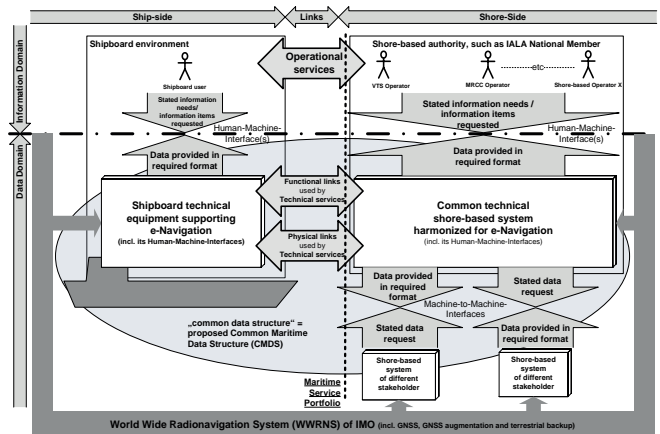 Ship-side
Links
Shore-Side
Information Domain
Data Domain
Shipboard environment
Shipboard user
Stated information
needs/
information items
requested
Human-Machine-
Interface(s)
Data provided in
required format
Shipboard technical
equipment supporting
e-Navigation
(incl. its Human-Machine-Interfaces)
Operational
services
Functional links
used by
Technical services
Physical links
used by
Technical services
Shore-based authority, such as IALA National Member
VTS Operator
MRCC Operator
etc
Shore-based Operator X
Stated information needs /
information items
requested
Human-Machine-
Interface(s)
Data provided in
required format
Common technical
shore-based system
harmonized for e-Navigation
(incl. its Human-Machine-Interfaces)
Data provided
in required
format
Stated data
request
Machine-to-Machine-
Interfaces
Stated data
request
Data provided in
required format
„common data structure“ =
proposed Common Maritime
Data Structure (CMDS)
Maritime
Service
Portfolio
Shore-based
system
of different
stakeholder
Shore-based
system
of different
stakeholder
World Wide Radionavigation System (WWRNS) of IMO (incl GNSS, GNSS augmentation and terrestrial backup)